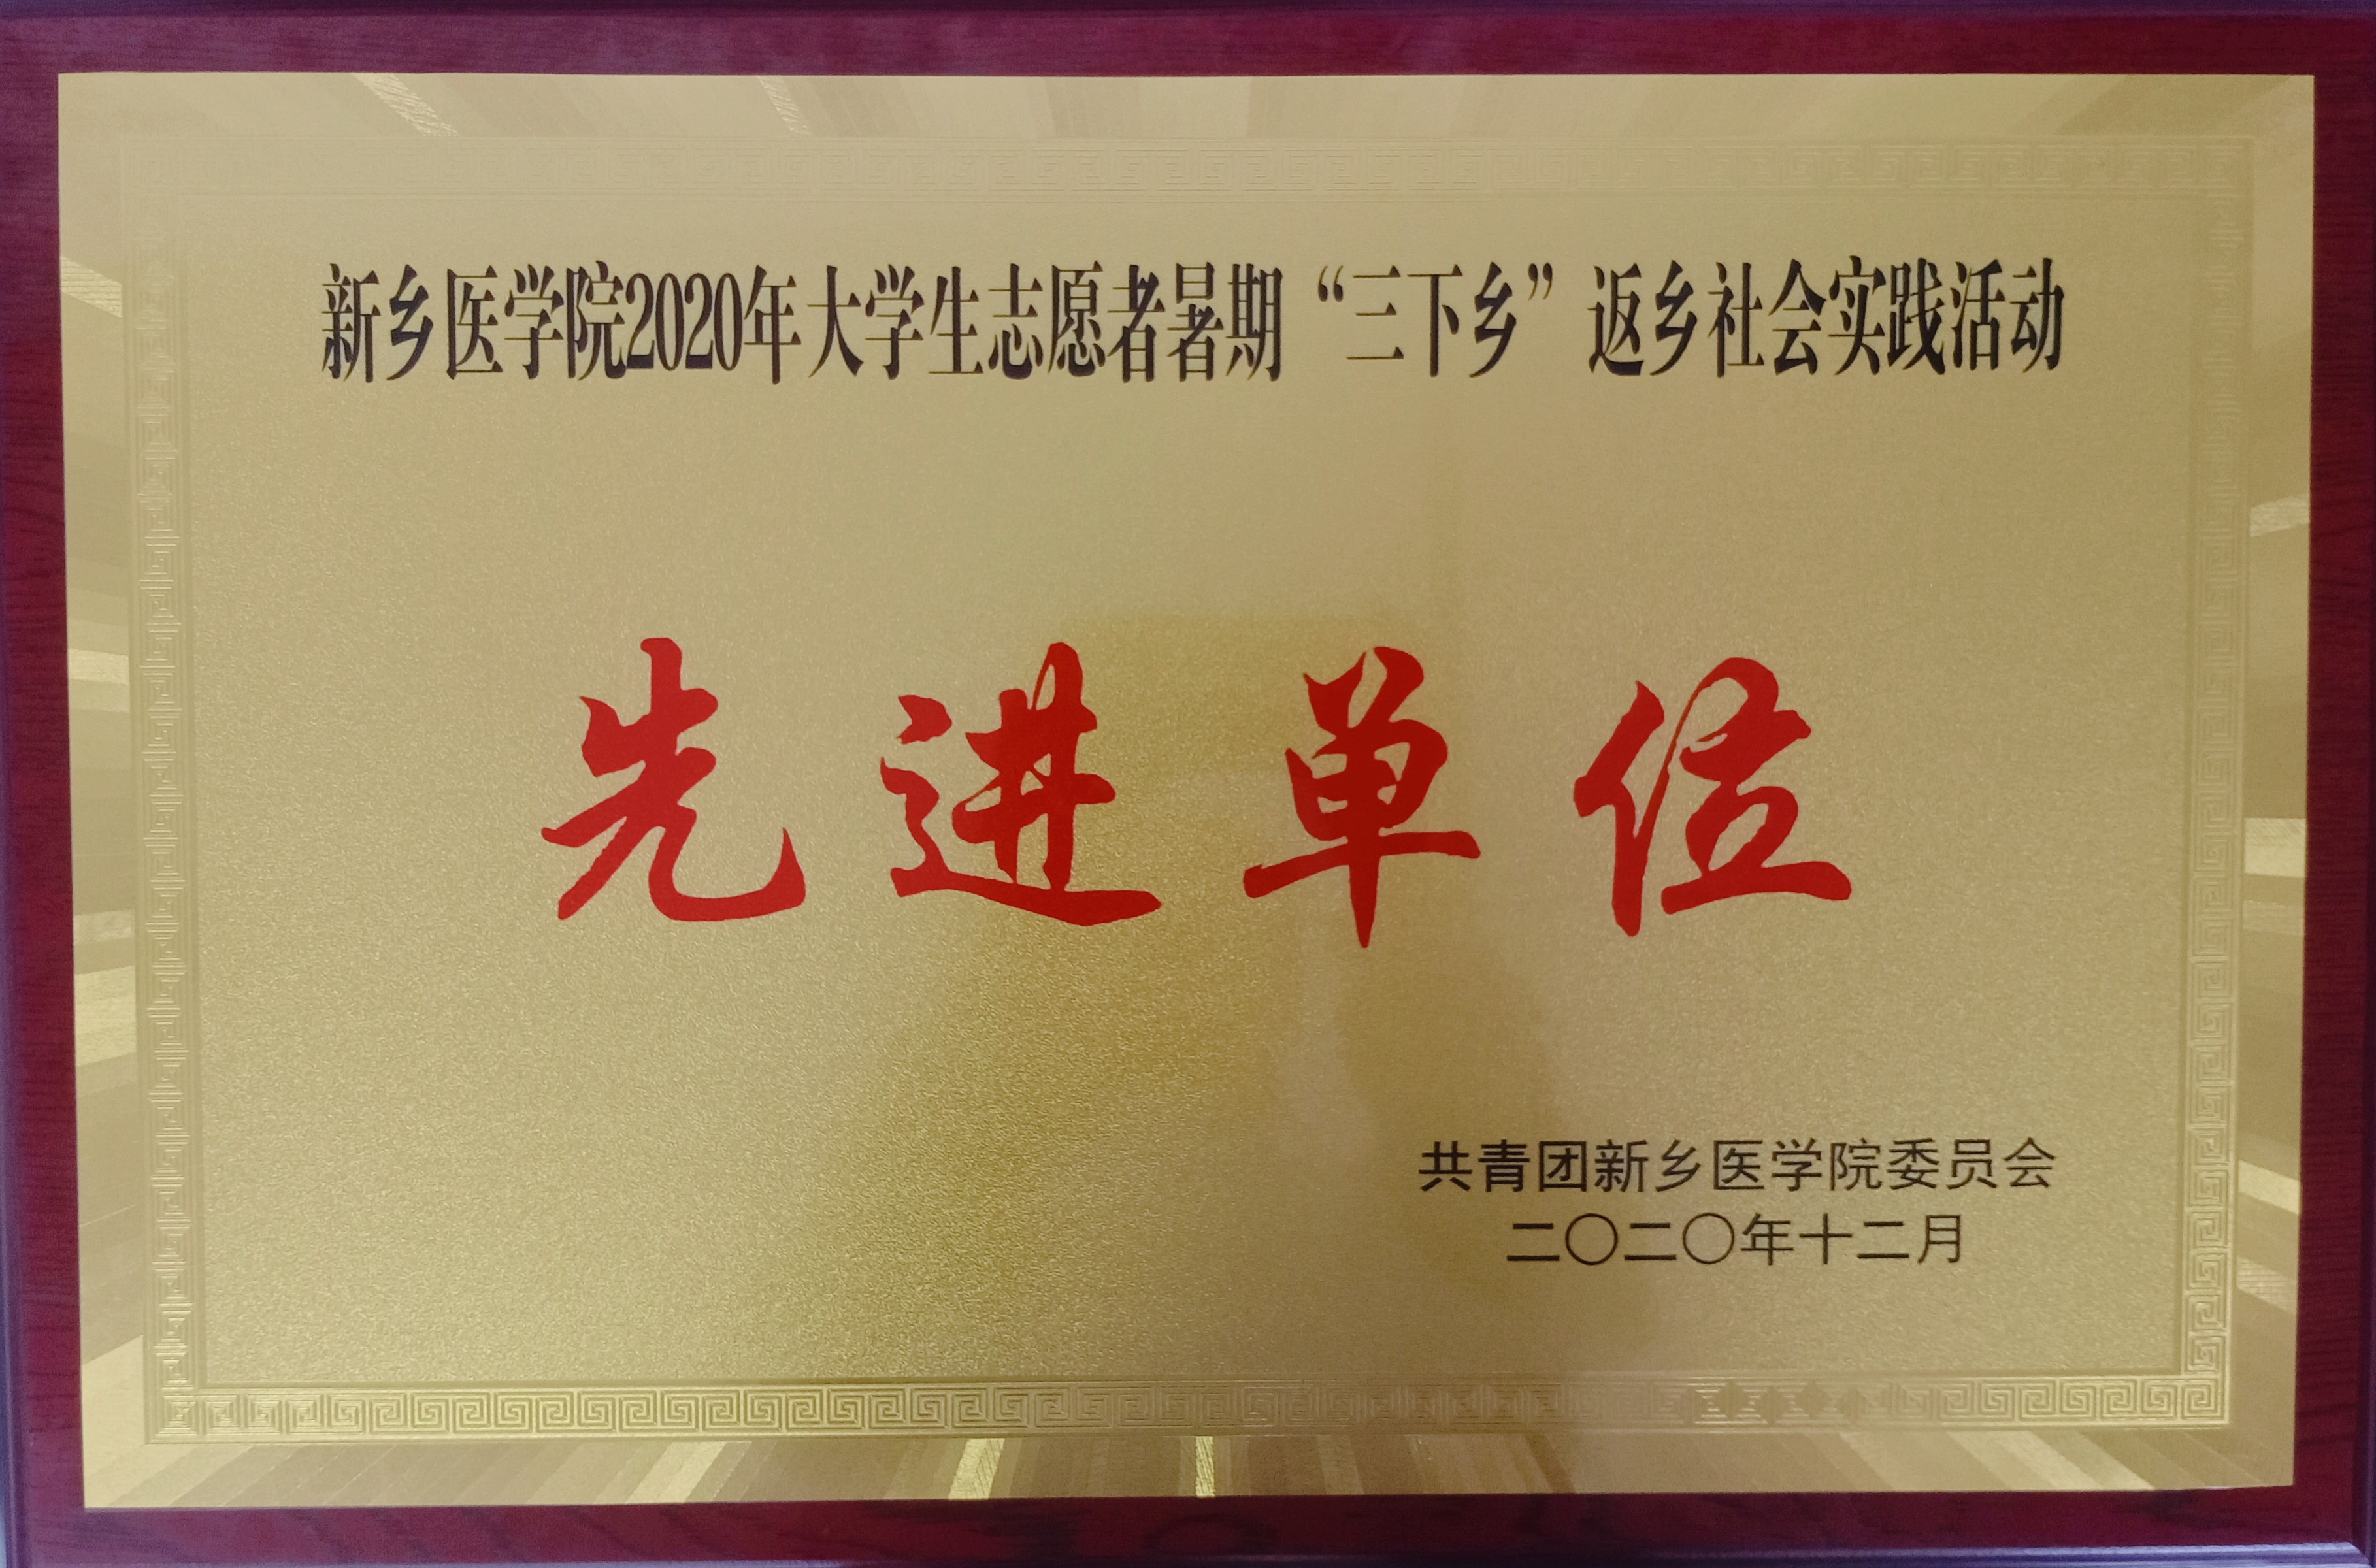 新乡医学院2020年大学生志愿者暑期“三下乡”返乡社会实践活动
先进单位
共青团新乡医学院委员会
二〇二〇年十二月